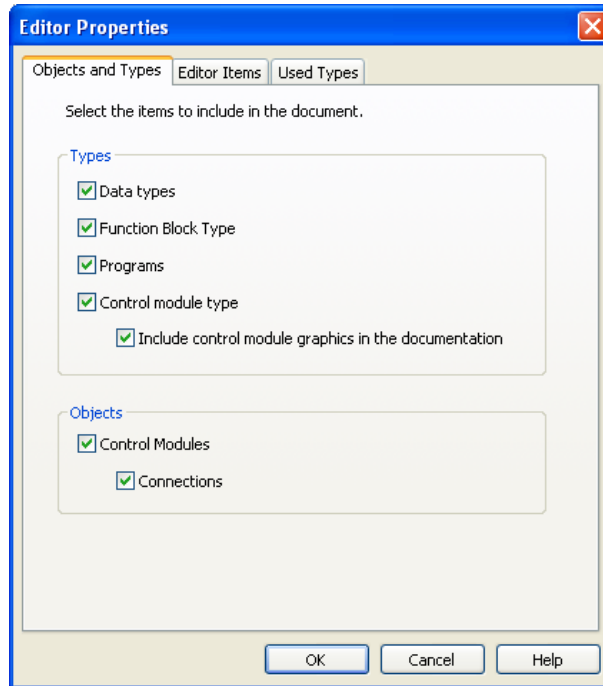 Editor Properties
Objects and Types
Editor Items
Used Types
Select the items to include in the document.
Types
Data types
Function Block Type
Programs
Control module type
Include control module graphics in the documentation
Objects
Control Modules
Connections
OK
Cancel
Help